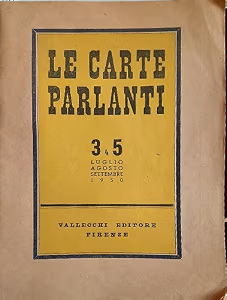 LE CARTE
PARLANTI
3,5
LUGLIO
AGOSTO
SETTEMBRE
1950
VALLECCHI EDITORE
FIRENZE